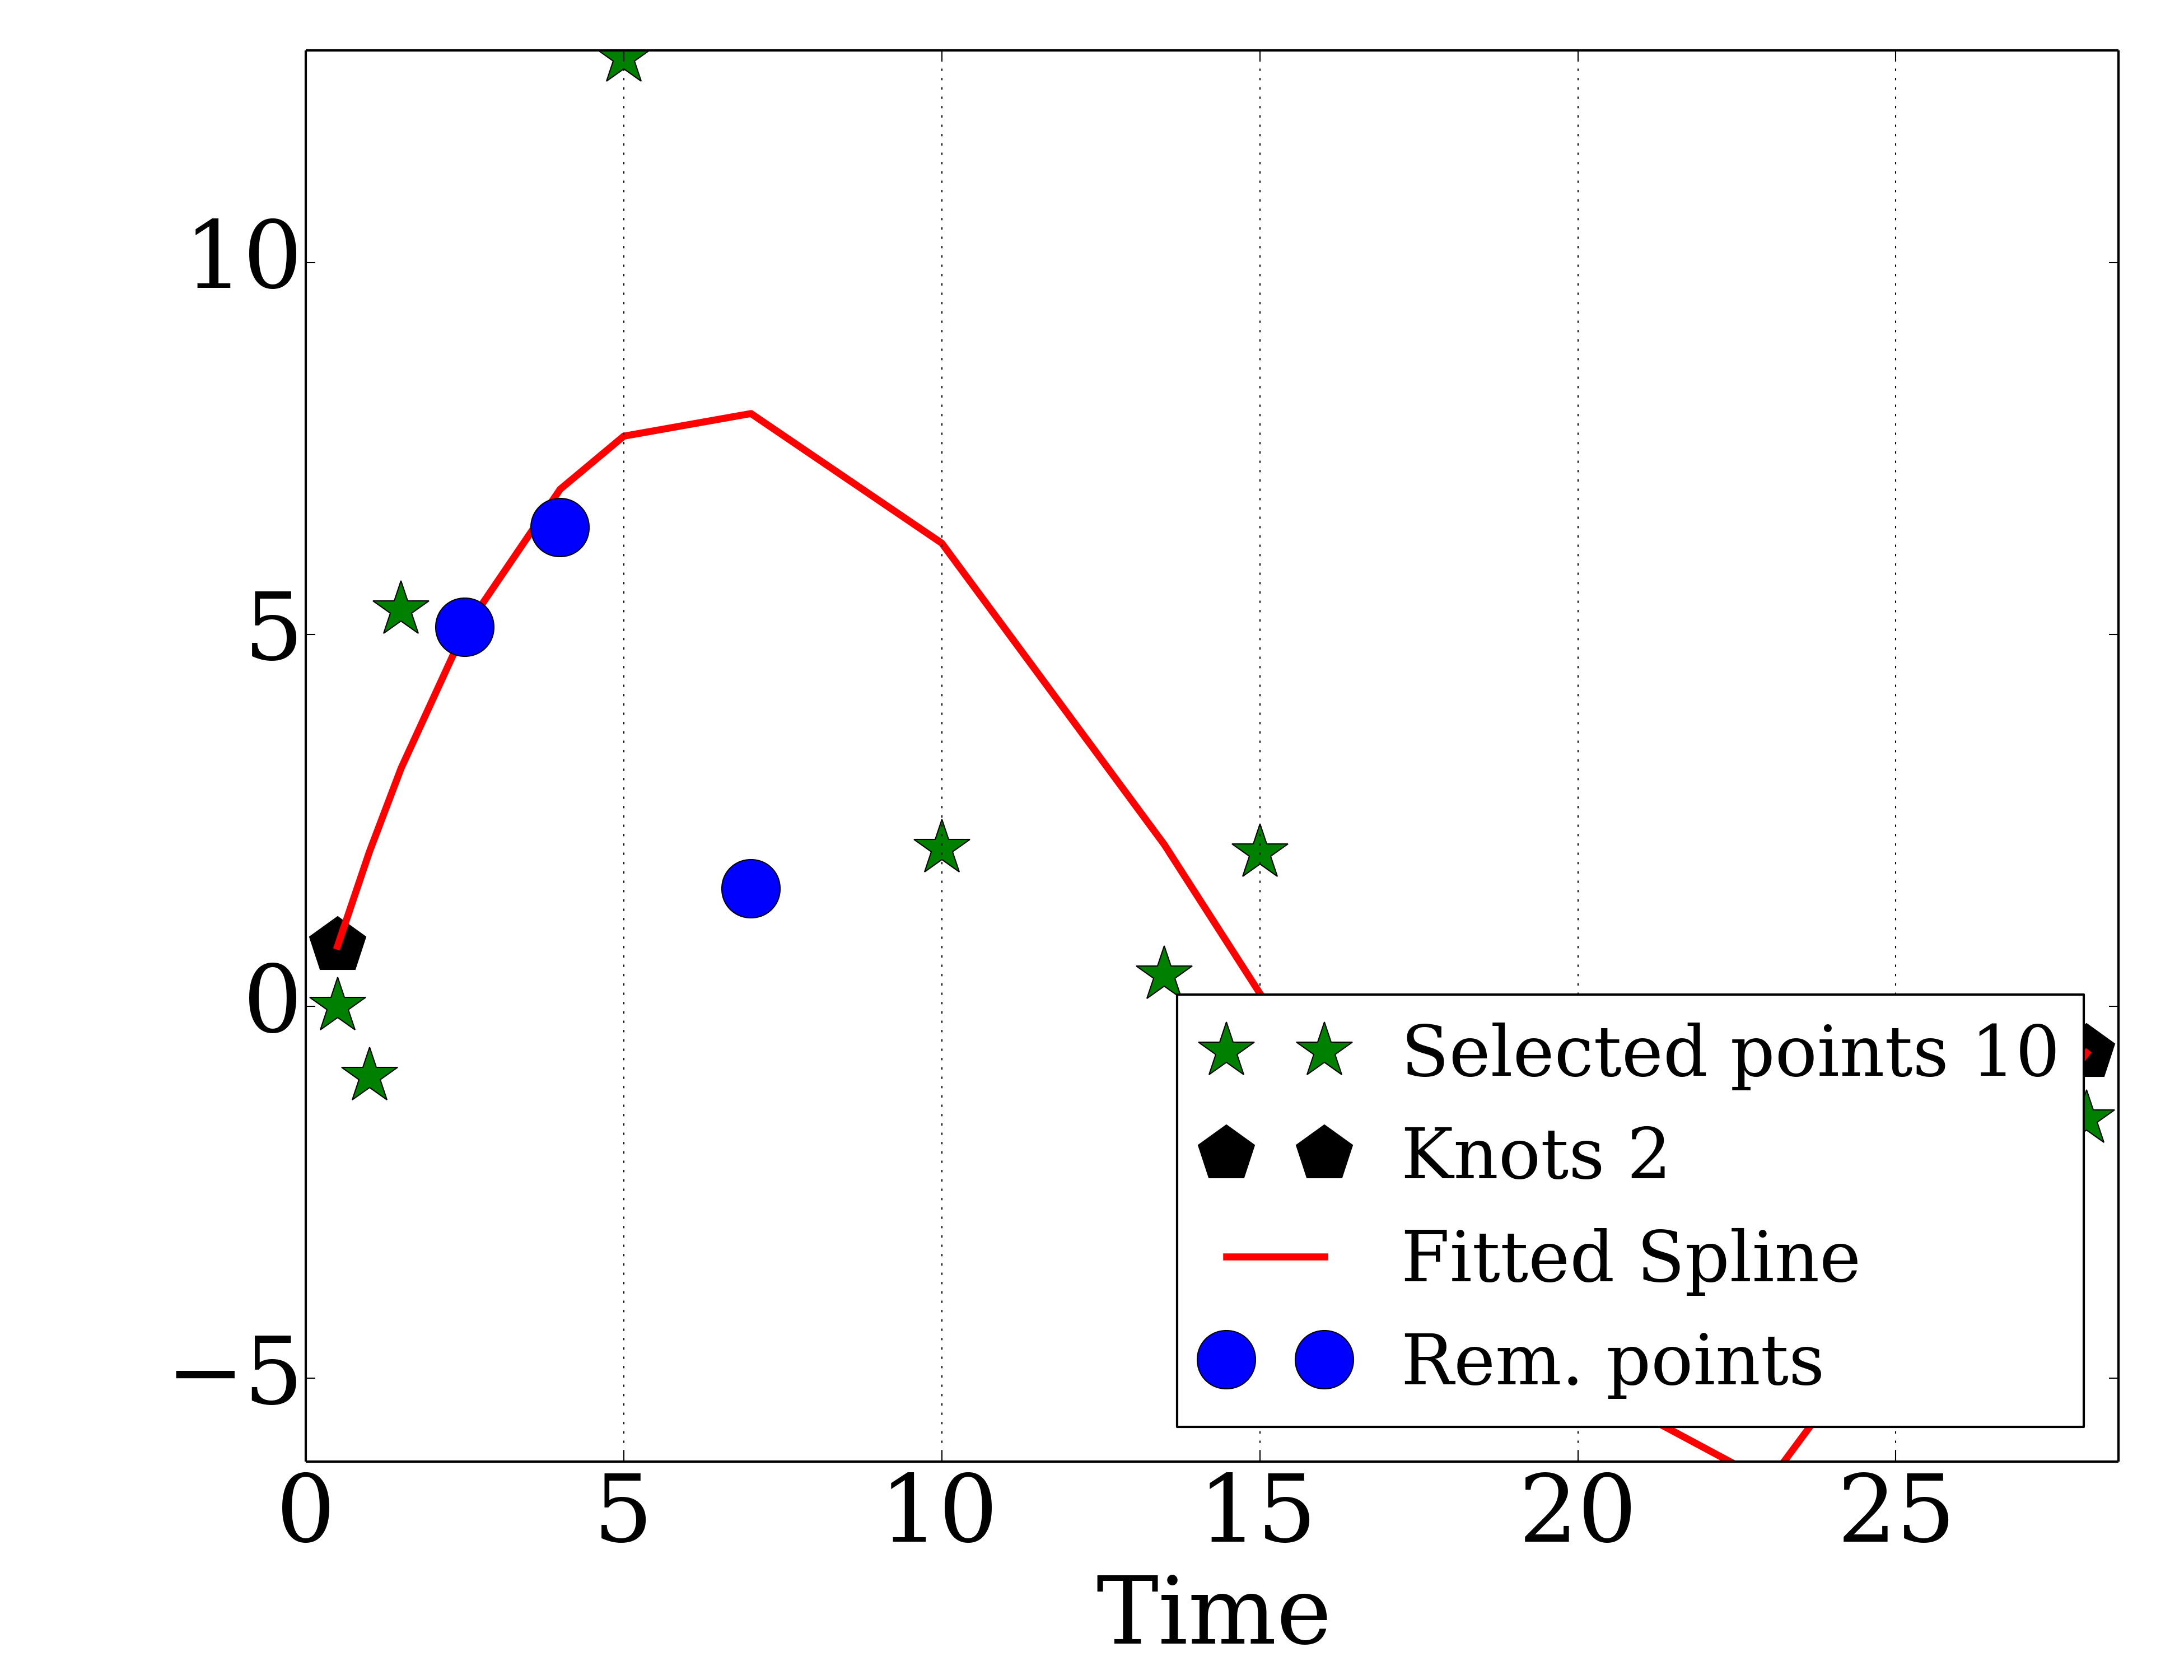 10
5
0
−5
Selected points 10
Knots 2
Fitted Spline
Rem. points
0 5 10 15 20 25
Time